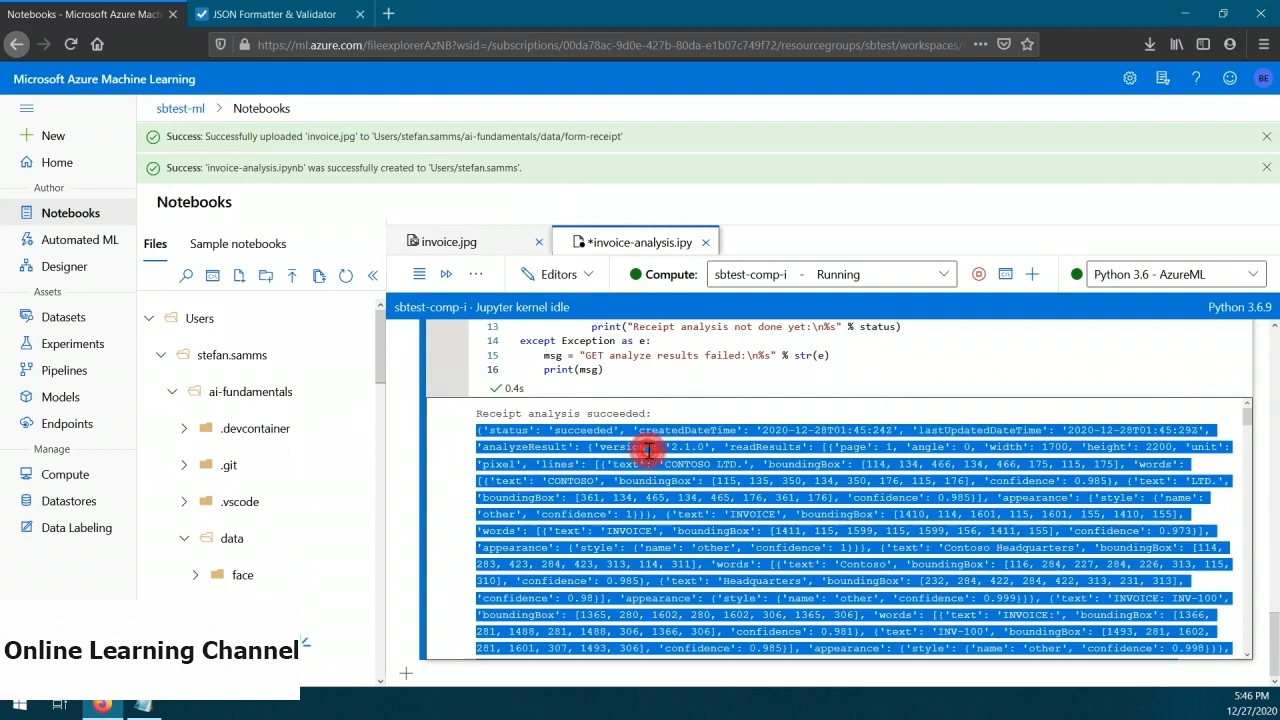 Notebooks - Microsoft Azure Mach
JSON Formatter & Validator
https://ml.azure.com/fileexplorerAzNB?wsid=/subscriptions/00da78ac-9d0e-427b-80da-e1b07c749f72/resourcegroups/sbtest/workspaces/
Microsoft Azure Machine Learning
BE
sbtest-ml > Notebooks
New
Home
Author
Notebooks
Automated ML
Designer
Assets
Datasets
Experiments
Pipelines
Models
Endpoints
Manage
Compute
Datastores
Data Labeling
Success: Successfully uploaded 'invoice.jpg' to 'Users/stefan.samms/ai-fundamentals/data/form-receipt'
Success: 'invoice-analysis.ipynb' was successfully created to 'Users/stefan.samms'.
Notebooks
Files
Sample notebooks
Users
stefan.samms
ai-fundamentals
.devcontainer
.git
.vscode
data
face
invoice.jpg
*invoice-analysis.ipy
Editors
Compute:
sbtest-comp-i - Running
Python 3.6 - AzureML
sbtest-comp-i · Jupyter kernel idle
Python 3.6.9
13 print("Receipt analysis not done yet:\n%s" % status)
14 except Exception as e:
15 msg = "GET analyze results failed:\n%s" % str(e)
16 print(msg)
0.4s
Receipt analysis succeeded:
{'status': 'succeeded', 'createdDateTime': '2020-12-28T01:45:24Z', 'lastUpdatedDateTime': '2020-12-28T01:45:29Z',
'analyzeResult': {'version': '2.1.0', 'readResults': [{'page': 1, 'angle': 0, 'width': 1700, 'height': 2200, 'unit':
'pixel', 'lines': [{'text': 'CONTOSO LTD.', 'boundingBox': [114, 134, 466, 134, 466, 175, 115, 175], 'words':
[{'text': 'CONTOSO', 'boundingBox': [115, 135, 350, 134, 350, 176, 115, 176], 'confidence': 0.985}, {'text': 'LTD.',
'boundingBox': [361, 134, 465, 134, 465, 176, 361, 176], 'confidence': 0.985}], 'appearance': {'style': {'name':
'other', 'confidence': 1}}}, {'text': 'INVOICE', 'boundingBox': [1410, 114, 1601, 115, 1601, 155, 1410, 155],
'words': [{'text': 'INVOICE', 'boundingBox': [1411, 115, 1599, 115, 1599, 156, 1411, 155], 'confidence': 0.973}],
'appearance': {'style': {'name': 'other', 'confidence': 1}}}, {'text': 'Contoso Headquarters', 'boundingBox': [114,
283, 423, 284, 423, 313, 114, 311], 'words': [{'text': 'Contoso', 'boundingBox': [116, 284, 227, 284, 226, 313, 115,
310], 'confidence': 0.985}, {'text': 'Headquarters', 'boundingBox': [232, 284, 422, 284, 422, 313, 231, 313],
'confidence': 0.98}], 'appearance': {'style': {'name': 'other', 'confidence': 0.999}}}, {'text': 'INVOICE: INV-100',
'boundingBox': [1365, 280, 1602, 280, 1602, 306, 1365, 306], 'words': [{'text': 'INVOICE:', 'boundingBox': [1366,
281, 1488, 281, 1488, 306, 1366, 306], 'confidence': 0.981}, {'text': 'INV-100', 'boundingBox': [1493, 281, 1602,
281, 1601, 307, 1493, 306], 'confidence': 0.985}], 'appearance': {'style': {'name': 'other', 'confidence': 0.998}}},
Online Learning Channel
5:46 PM
12/27/2020